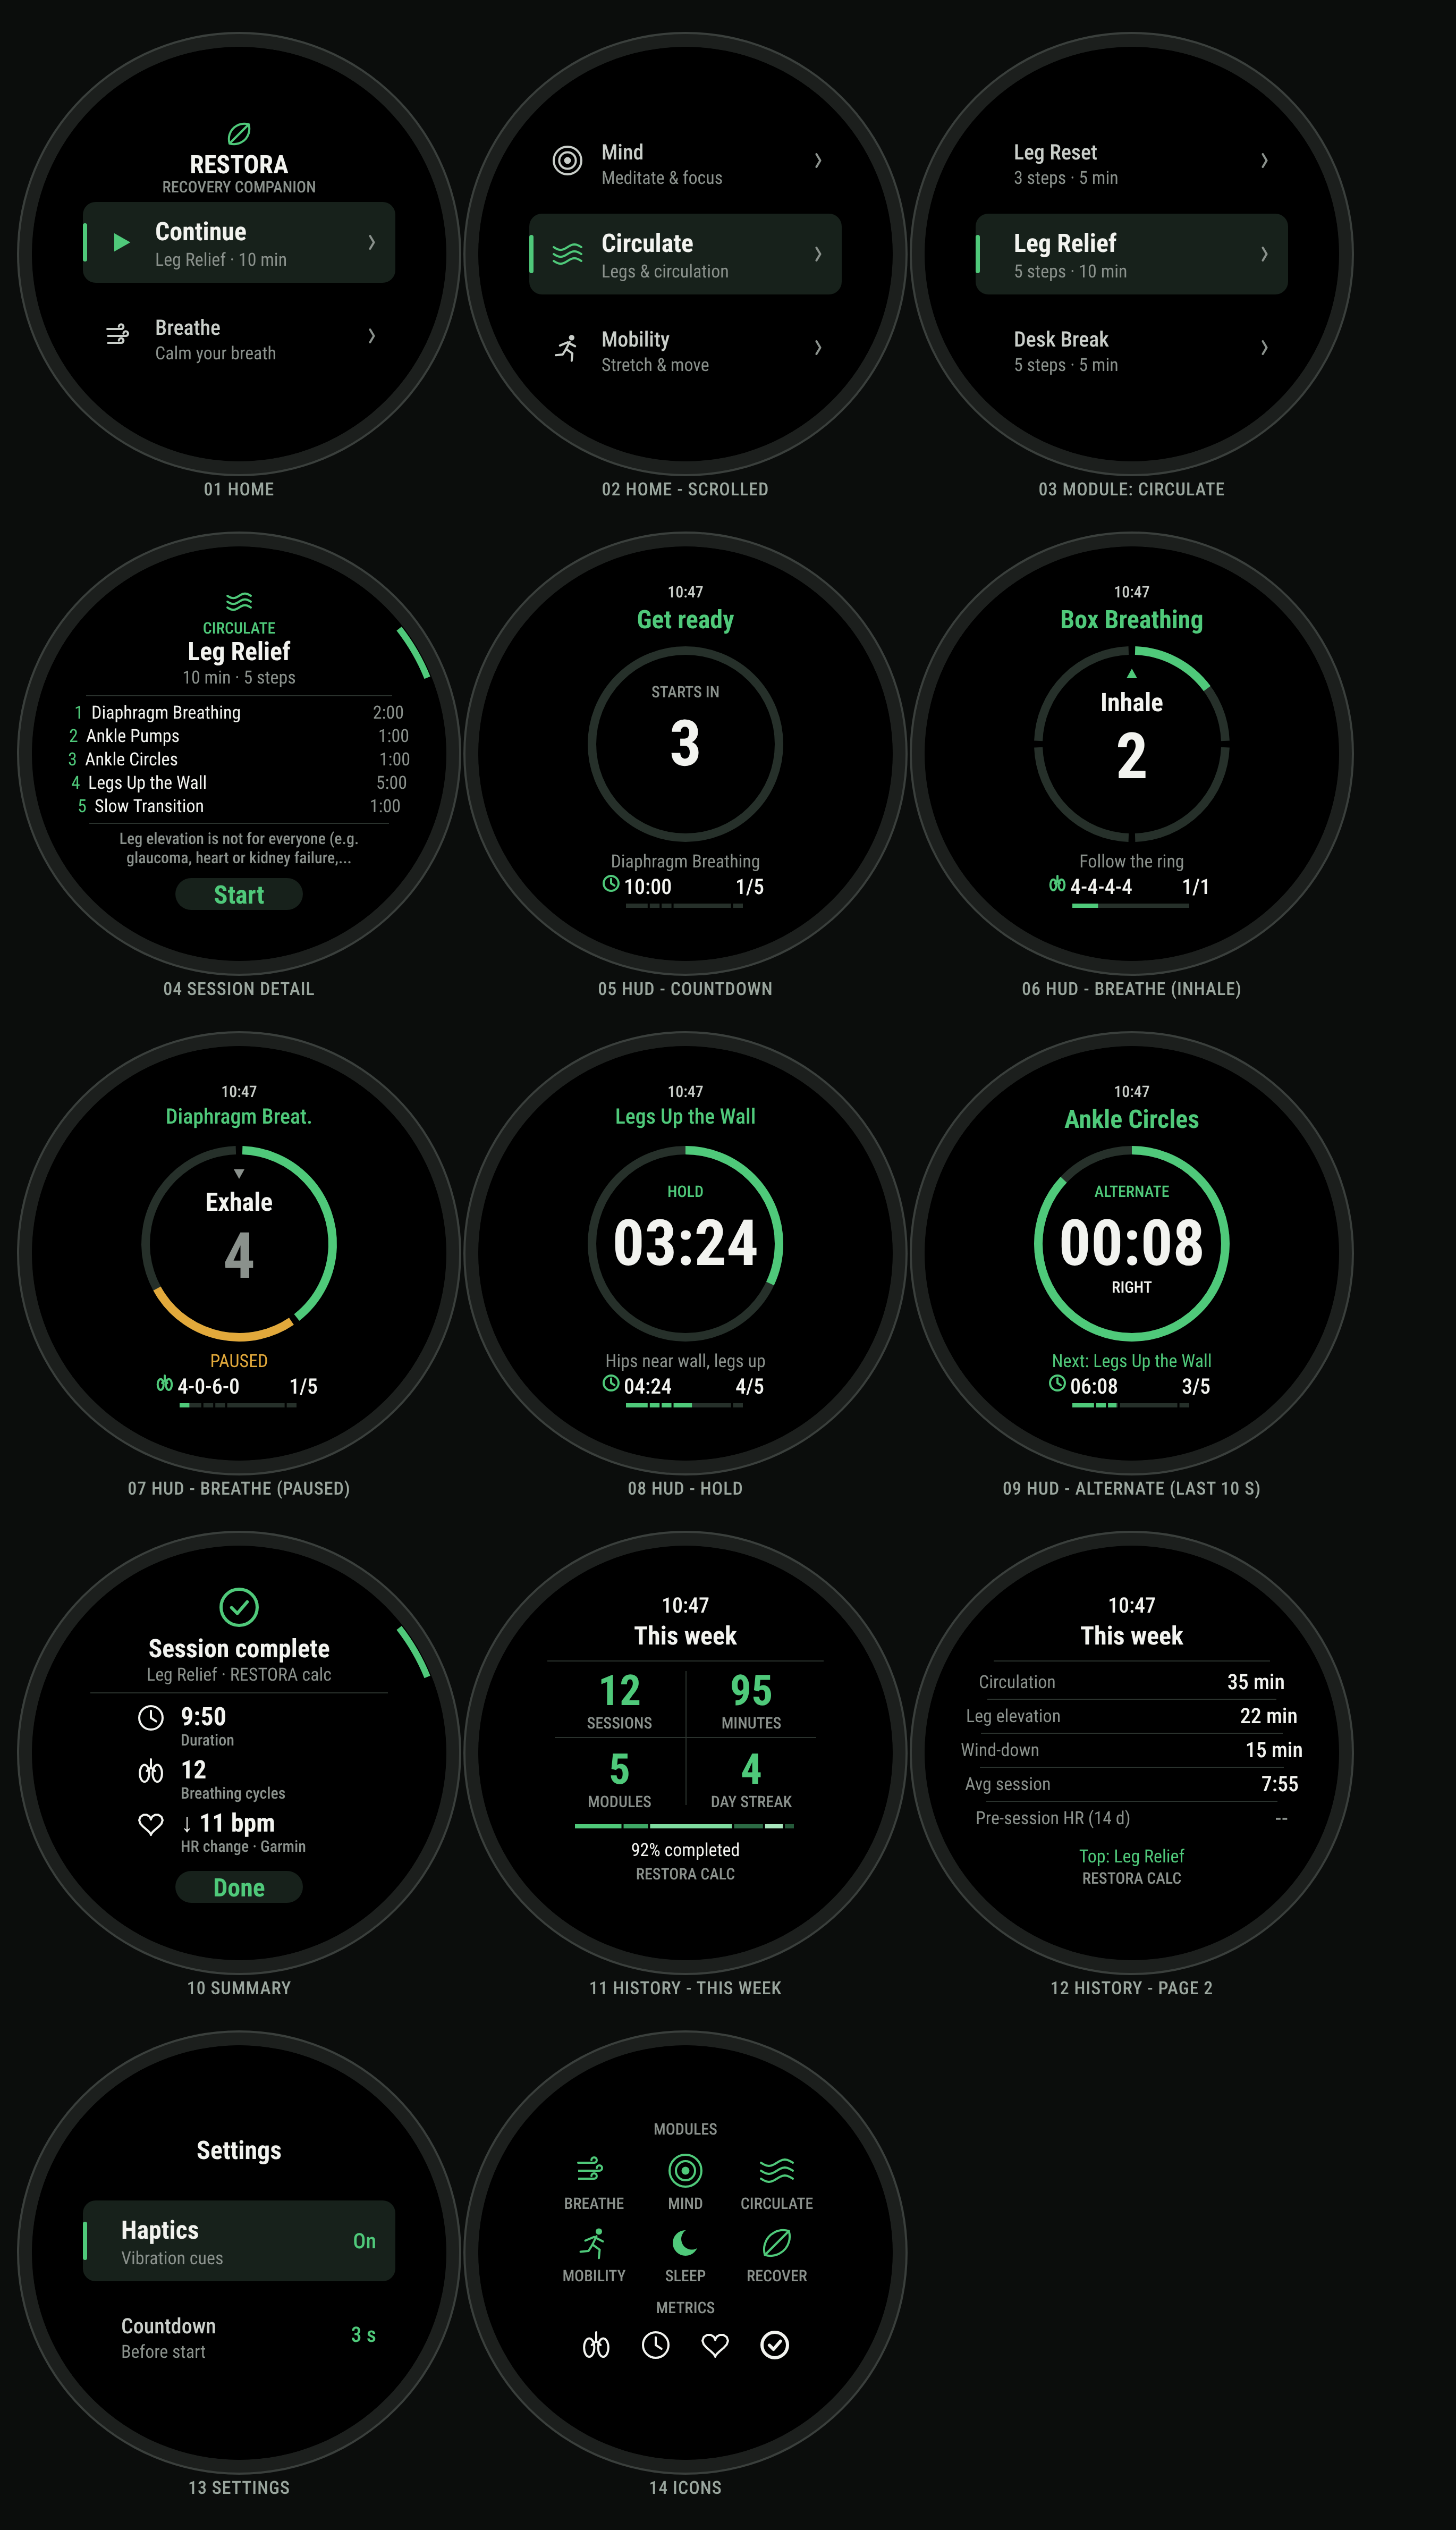 RESTORA
RECOVERY COMPANION
Continue
Leg Relief · 10 min
Breathe
Calm your breath
01 HOME
Mind
Meditate & focus
Circulate
Legs & circulation
Mobility
Stretch & move
02 HOME - SCROLLED
Leg Reset
3 steps · 5 min
Leg Relief
5 steps · 10 min
Desk Break
5 steps · 5 min
03 MODULE: CIRCULATE
CIRCULATE
Leg Relief
10 min · 5 steps
1 Diaphragm Breathing 2:00
2 Ankle Pumps 1:00
3 Ankle Circles 1:00
4 Legs Up the Wall 5:00
5 Slow Transition 1:00
Leg elevation is not for everyone (e.g.
glaucoma, heart or kidney failure,...
Start
04 SESSION DETAIL
10:47
Get ready
STARTS IN
3
Diaphragm Breathing
10:00 1/5
05 HUD - COUNTDOWN
10:47
Box Breathing
Inhale
2
Follow the ring
4-4-4-4 1/1
06 HUD - BREATHE (INHALE)
10:47
Diaphragm Breat.
Exhale
4
PAUSED
4-0-6-0 1/5
07 HUD - BREATHE (PAUSED)
10:47
Legs Up the Wall
HOLD
03:24
Hips near wall, legs up
04:24 4/5
08 HUD - HOLD
10:47
Ankle Circles
ALTERNATE
00:08
RIGHT
Next: Legs Up the Wall
06:08 3/5
09 HUD - ALTERNATE (LAST 10 S)
Session complete
Leg Relief · RESTORA calc
9:50
Duration
12
Breathing cycles
↓ 11 bpm
HR change · Garmin
Done
10 SUMMARY
10:47
This week
12 95
SESSIONS MINUTES
5 4
MODULES DAY STREAK
92% completed
RESTORA CALC
11 HISTORY - THIS WEEK
10:47
This week
Circulation 35 min
Leg elevation 22 min
Wind-down 15 min
Avg session 7:55
Pre-session HR (14 d) --
Top: Leg Relief
RESTORA CALC
12 HISTORY - PAGE 2
Settings
Haptics On
Vibration cues
Countdown 3 s
Before start
13 SETTINGS
MODULES
BREATHE MIND CIRCULATE
MOBILITY SLEEP RECOVER
METRICS
14 ICONS